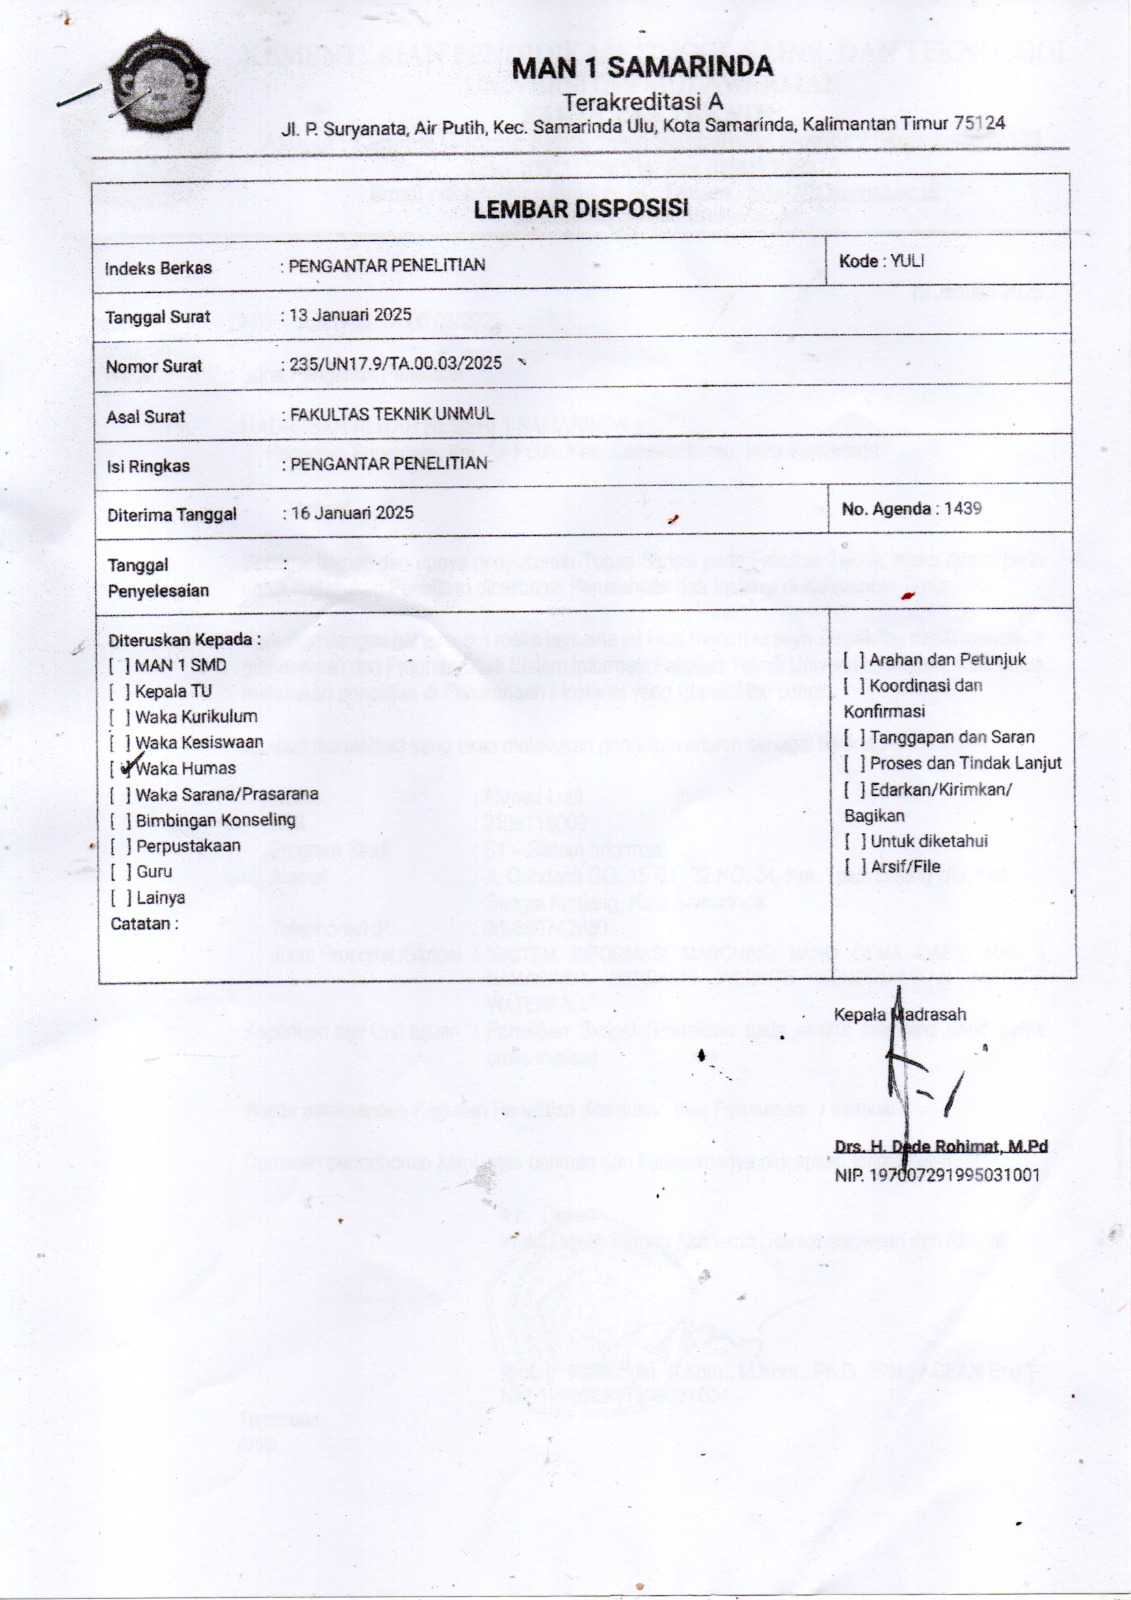 MAN 1 SAMARINDA
Terakreditasi A
Jl. P. Suryanata, Air Putih, Kec. Samarinda Ulu, Kota Samarinda, Kalimantan Timur 75124
LEMBAR DISPOSISI
Indeks Berkas : PENGANTAR PENELITIAN Kode : YULI
Tanggal Surat : 13 Januari 2025
Nomor Surat : 235/UN17.9/TA.00.03/2025
Asal Surat : FAKULTAS TEKNIK UNMUL
Isi Ringkas : PENGANTAR PENELITIAN
Diterima Tanggal : 16 Januari 2025 No. Agenda : 1439
Tanggal :
Penyelesaian
Diteruskan Kepada :
[ ] MAN 1 SMD
[ ] Kepala TU
[ ] Waka Kurikulum
[ ] Waka Kesiswaan
[✓] Waka Humas
[ ] Waka Sarana/Prasarana
[ ] Bimbingan Konseling
[ ] Perpustakaan
[ ] Guru
[ ] Lainya
Catatan :
[ ] Arahan dan Petunjuk
[ ] Koordinasi dan
Konfirmasi
[ ] Tanggapan dan Saran
[ ] Proses dan Tindak Lanjut
[ ] Edarkan/Kirimkan/
Bagikan
[ ] Untuk diketahui
[ ] Arsif/File
Kepala Madrasah
Drs. H. Dede Rohimat, M.Pd
NIP. 197007291995031001